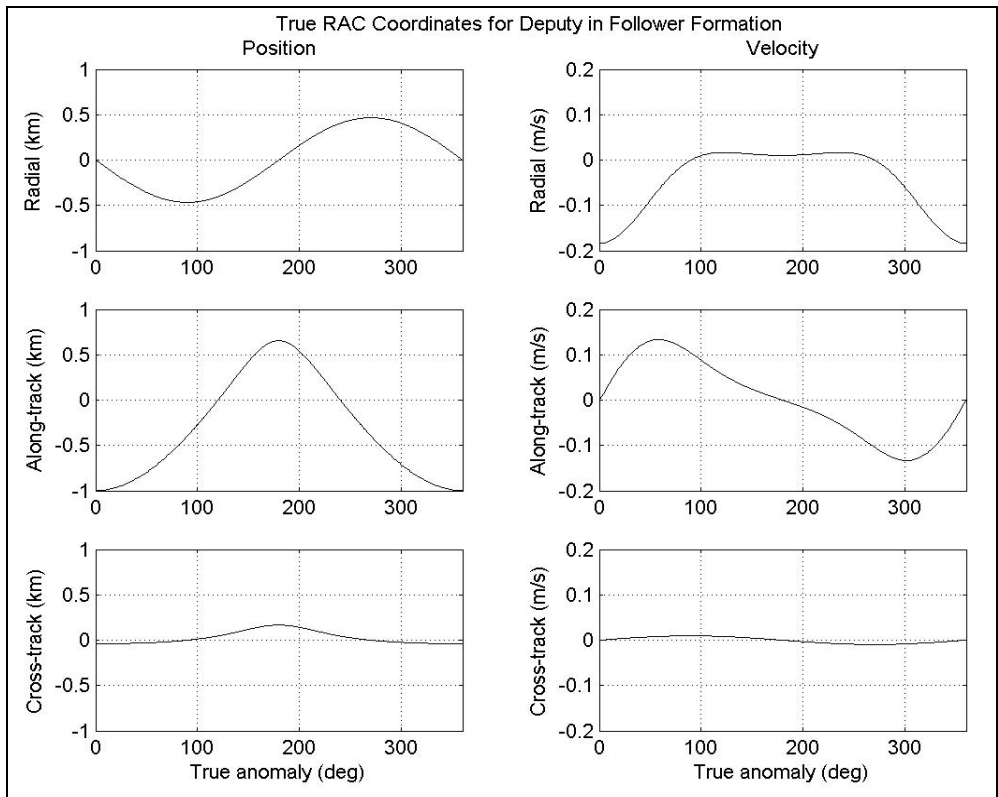 True RAC Coordinates for Deputy in Follower Formation
Position
Velocity
Radial (km)
1
0.5
0
-0.5
-1
0 100 200 300
Radial (m/s)
0.2
0.1
0
-0.1
-0.2
0 100 200 300
Along-track (km)
1
0.5
0
-0.5
-1
0 100 200 300
Along-track (m/s)
0.2
0.1
0
-0.1
-0.2
0 100 200 300
Cross-track (km)
1
0.5
0
-0.5
-1
0 100 200 300
True anomaly (deg)
Cross-track (m/s)
0.2
0.1
0
-0.1
-0.2
0 100 200 300
True anomaly (deg)